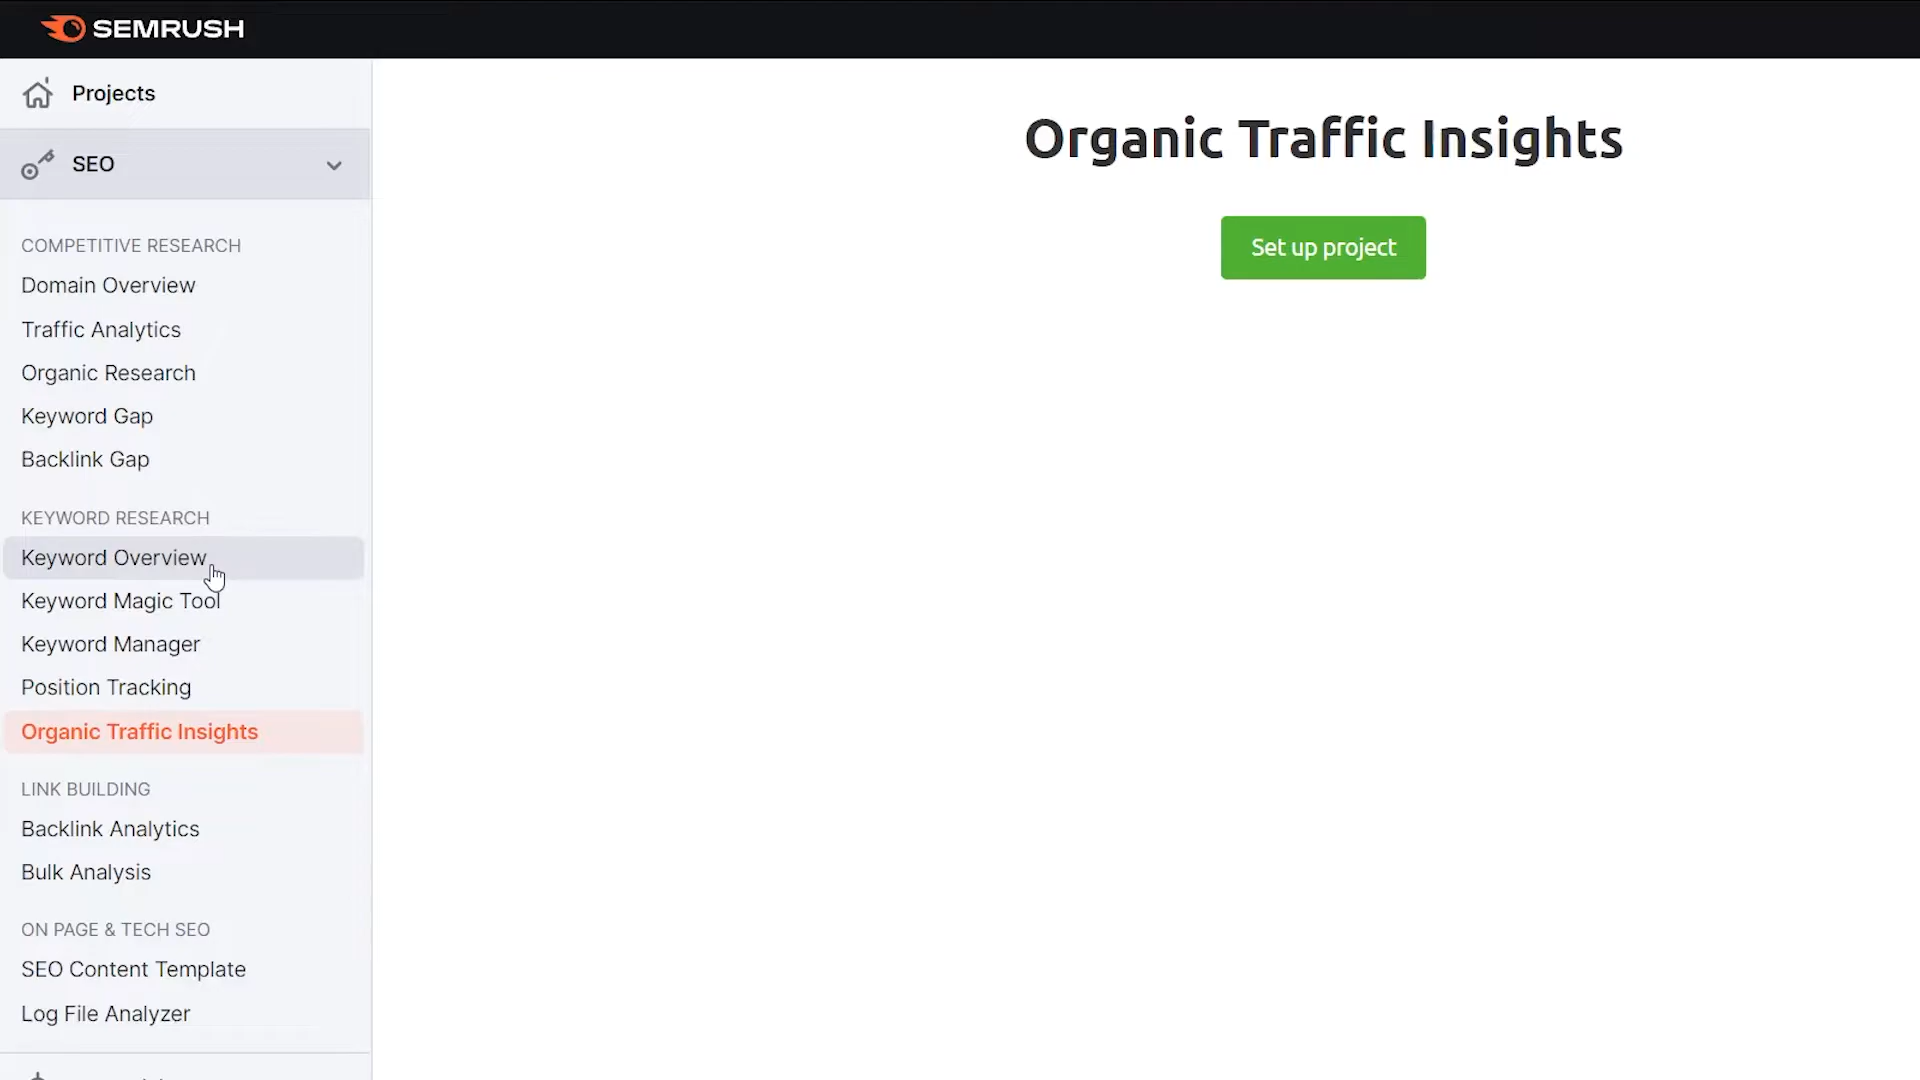 SEMRUSH
Projects
SEO
COMPETITIVE RESEARCH
Domain Overview
Traffic Analytics
Organic Research
Keyword Gap
Backlink Gap
KEYWORD RESEARCH
Keyword Overview
Keyword Magic Tool
Keyword Manager
Position Tracking
Organic Traffic Insights
LINK BUILDING
Backlink Analytics
Bulk Analysis
ON PAGE & TECH SEO
SEO Content Template
Log File Analyzer
Organic Traffic Insights
Set up project